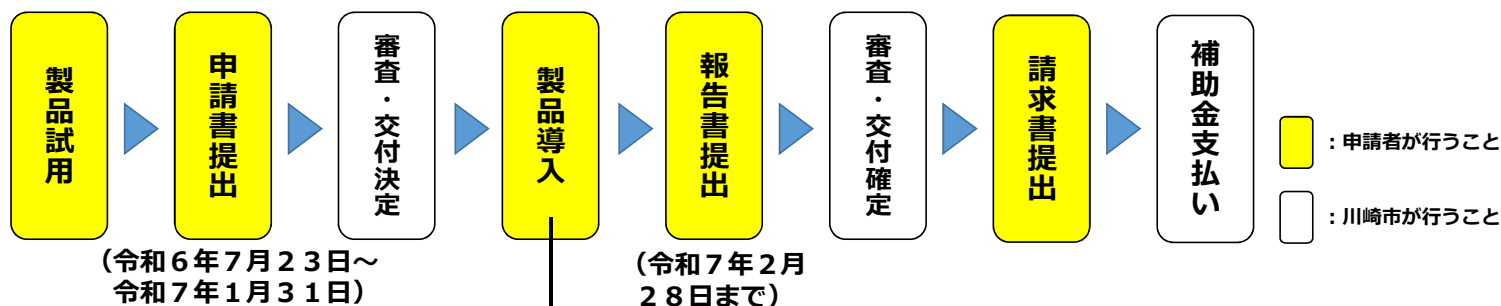 製品試用
申請書提出
審査・交付決定
製品導入
報告書提出
審査・交付確定
請求書提出
補助金支払い
：申請者が行うこと
：川崎市が行うこと
（令和６年７月２３日～
令和７年１月３１日）
（令和７年２月
２８日まで）